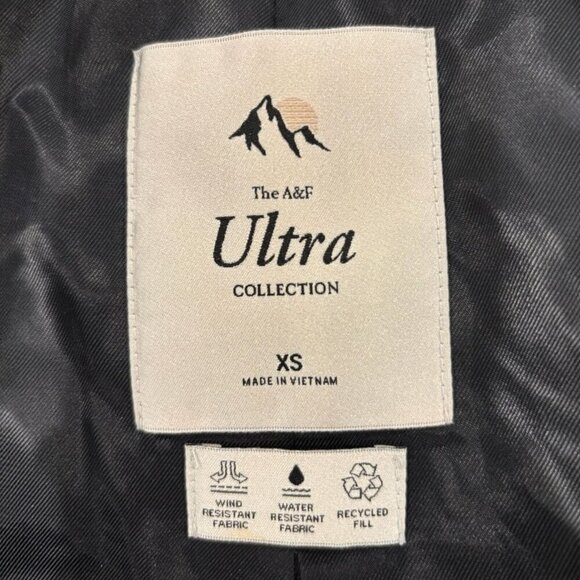 The A&F
Ultra
COLLECTION
XS
MADE IN VIETNAM
WIND
RESISTANT
FABRIC
WATER
RESISTANT
FABRIC
RECYCLED
FILL